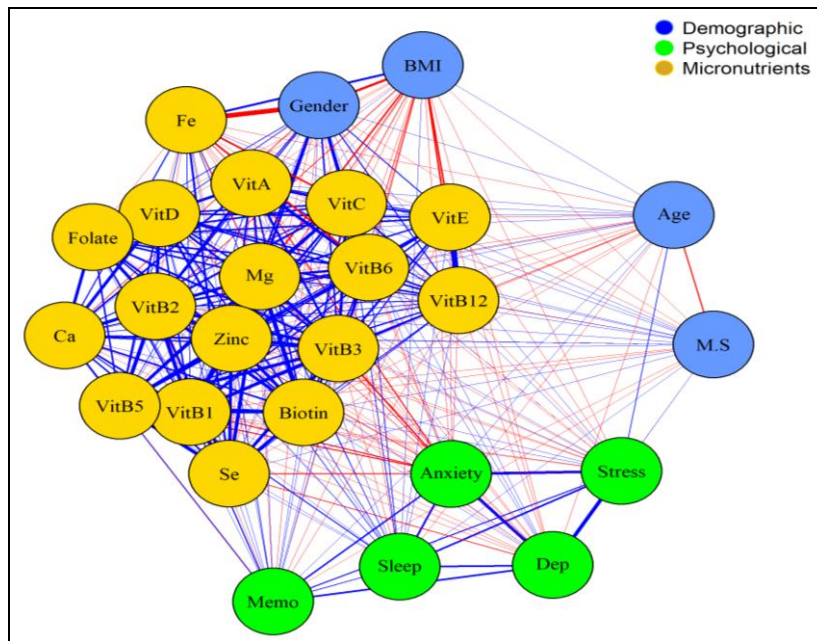 Demographic
Psychological
Micronutrients
BMI
Gender
Fe
VitA
VitC
VitD
VitE
Age
Folate
Mg
VitB6
VitB12
VitB2
Ca
Zinc
VitB3
M.S
VitB5
VitB1
Biotin
Se
Anxiety
Stress
Sleep
Dep
Memo